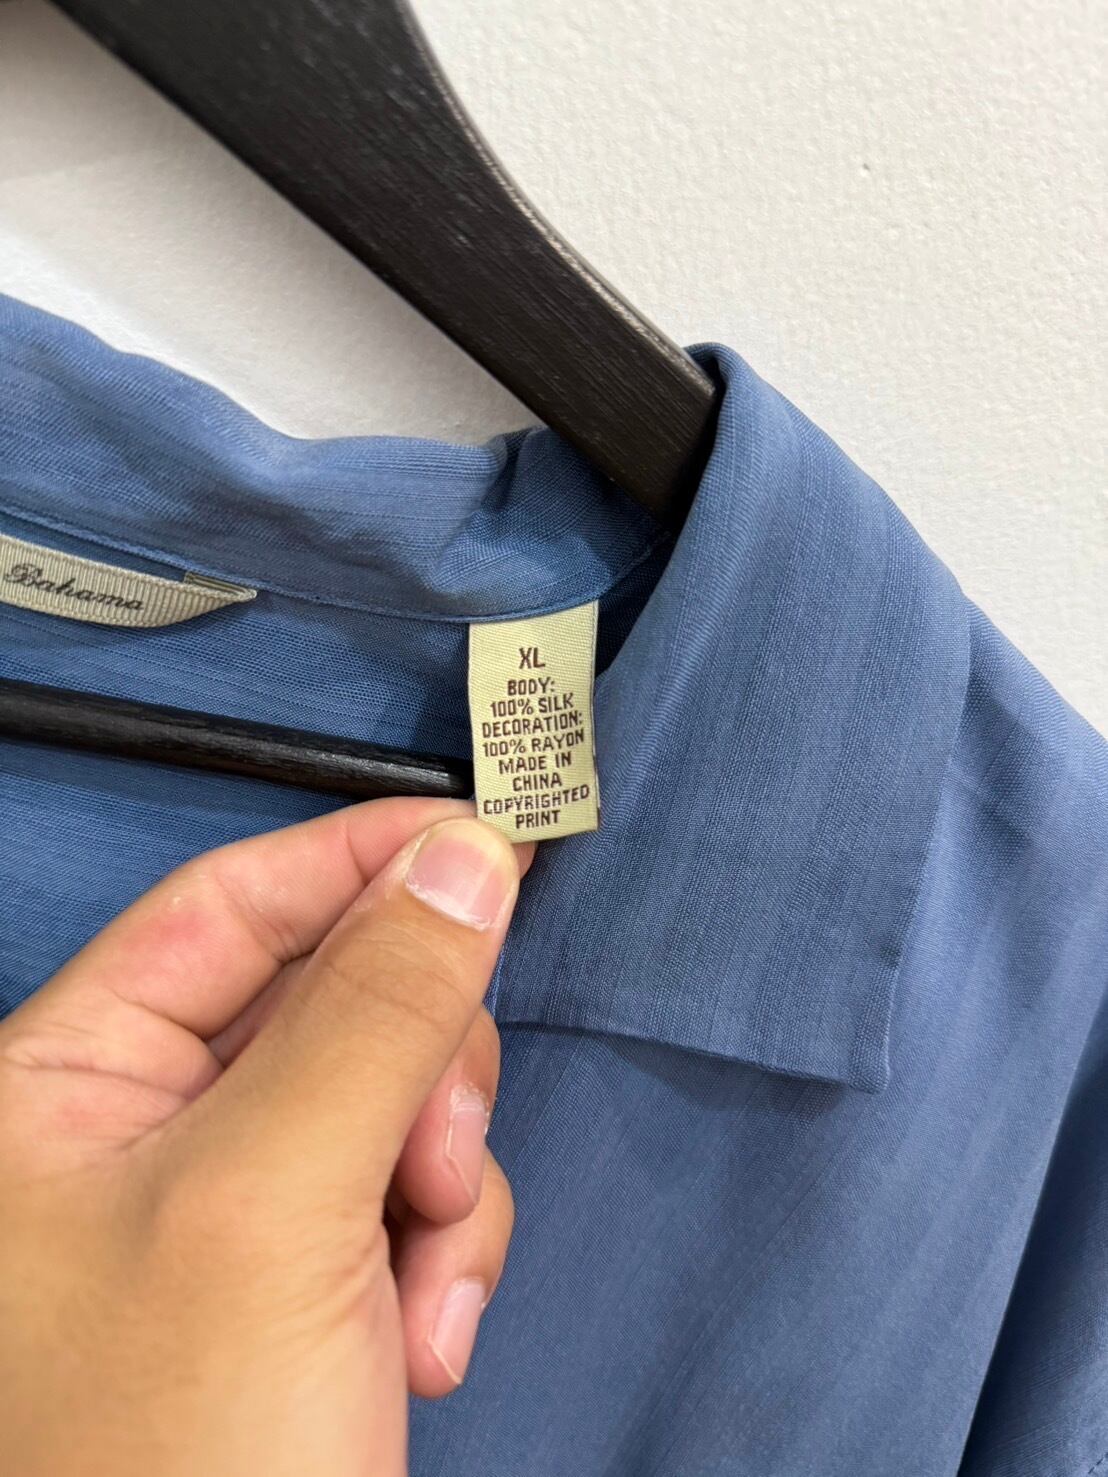 Bahama
XL
BODY:
100% SILK
DECORATION:
100% RAYON
MADE IN
CHINA
COPYRIGHTED
PRINT